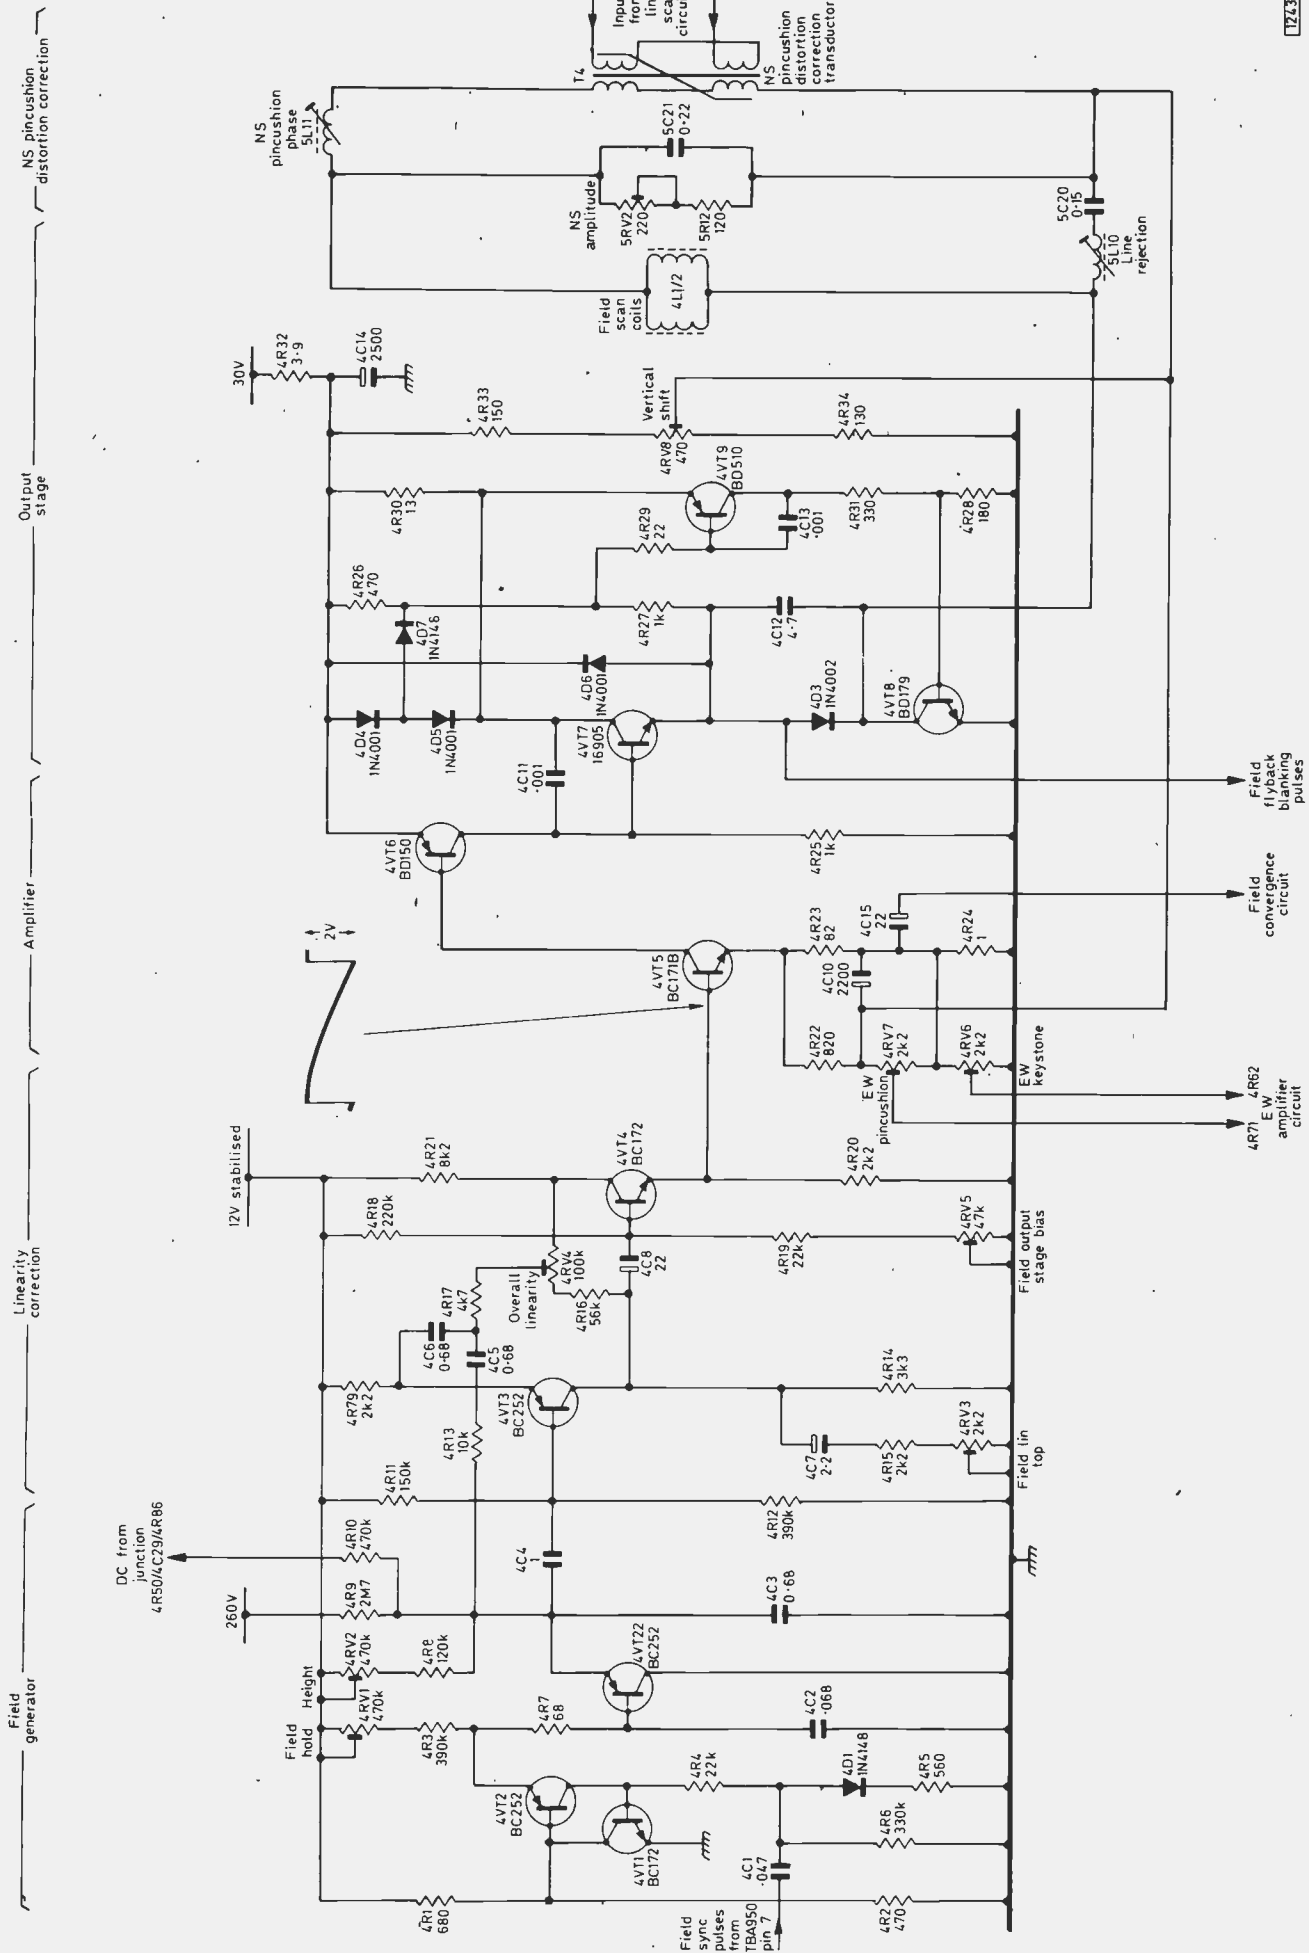 Field
generator
Linearity
correction
Amplifier
Output
stage
NS pincushion
distortion correction
DC from
junction
4R50/4C29/4R86
260V
12V stabilised
2V
30V
Field
hold
Height
4RV1
470k
4RV2
470k
4R9
2M7
4R10
470k
4R11
150k
4R79
2k2
4R18
220k
4R21
8k2
4R1
680
4R3
390k
4R8
120k
4R13
10k
4C6
0·68
4C5
0·68
4R17
4k7
Overall
linearity
4RV4
100k
4R16
56k
4C8
22
4VT2
BC252
4R7
68
4C4
1
4VT3
BC252
4VT4
BC172
4VT1
BC172
4VT22
BC252
4R4
22k
Field
sync
pulses
from
TBA950
pin 7
4C1
·047
4D1
1N4148
4C2
·068
4C3
0·68
4R12
390k
4C7
2·2
4R14
3k3
4R19
22k
4R20
2k2
4R2
470
4R6
330k
4R5
560
4R15
2k2
4RV3
2k2
Field lin
top
4RV5
47k
Field output
stage bias
4VT5
BC171B
4VT6
BD150
4R22
820
4R23
82
4C10
2200
4C15
22
EW
pincushion
4RV7
2k2
4RV6
2k2
EW
keystone
4R24
1
4R25
1k
4R71
4R62
EW
amplifier
circuit
Field
convergence
circuit
Field
flyback
blanking
pulses
4D4
1N4001
4D5
1N4001
4D7
1N4146
4R26
470
4R30
13
4C11
·001
4VT7
16905
4D6
1N4001
4R27
1k
4R29
22
4VT9
BD510
4C12
4·7
4D3
1N4002
4VT8
BD179
4C13
·001
4R31
330
4R28
180
4R32
3·9
4C14
2500
4R33
150
Vertical
shift
4RV8
470
4R34
130
Field
scan
coils
4L1/2
NS
pincushion
phase
5L11
NS
amplitude
5RV2
220
5R12
120
5C21
0·22
T4
NS
pincushion
distortion
correction
transductor
5C20
0·15
5L10
Line
rejection
1243